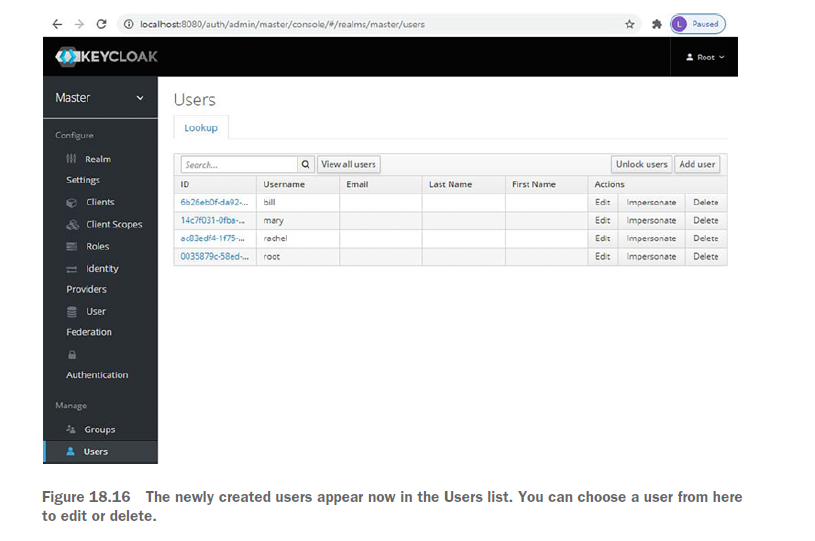 localhost:8080/auth/admin/master/console/#/realms/master/users
L Paused
KEYCLOAK
Root
Master
Configure
Realm
Settings
Clients
Client Scopes
Roles
Identity
Providers
User
Federation
Authentication
Manage
Groups
Users
Users
Lookup
Search... View all users Unlock users Add user
ID Username Email Last Name First Name Actions
6b26eb0f-da92-... bill Edit Impersonate Delete
14c7f031-0fba-... mary Edit Impersonate Delete
ac83edf4-1f75-... rachel Edit Impersonate Delete
0035879c-58ed-... root Edit Impersonate Delete
Figure 18.16 The newly created users appear now in the Users list. You can choose a user from here
to edit or delete.